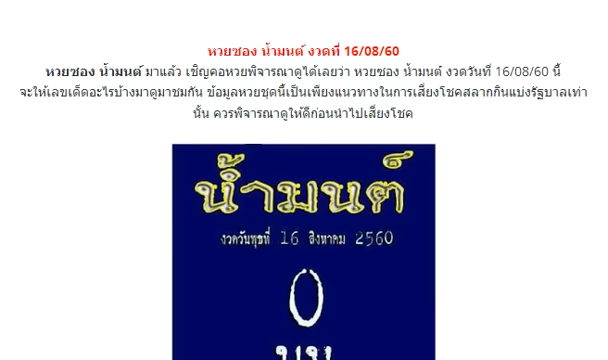 หวยซอง น้ำมนต์ งวดที่ 16/08/60
หวยซอง น้ำมนต์ มาแล้ว เชิญคอหวยพิจารณาดูได้เลยว่า หวยซอง น้ำมนต์ งวดวันที่ 16/08/60 นี้
จะให้เลขเด็ดอะไรบ้างมาดูมาชมกัน ข้อมูลหวยชุดนี้เป็นเพียงแนวทางในการเสี่ยงโชคสลากกินแบ่งรัฐบาลเท่า
นั้น ควรพิจารณาดูให้ดีก่อนนำไปเสี่ยงโชค
น้ำมนต์
งวดวันพุธที่ 16 สิงหาคม 2560
0